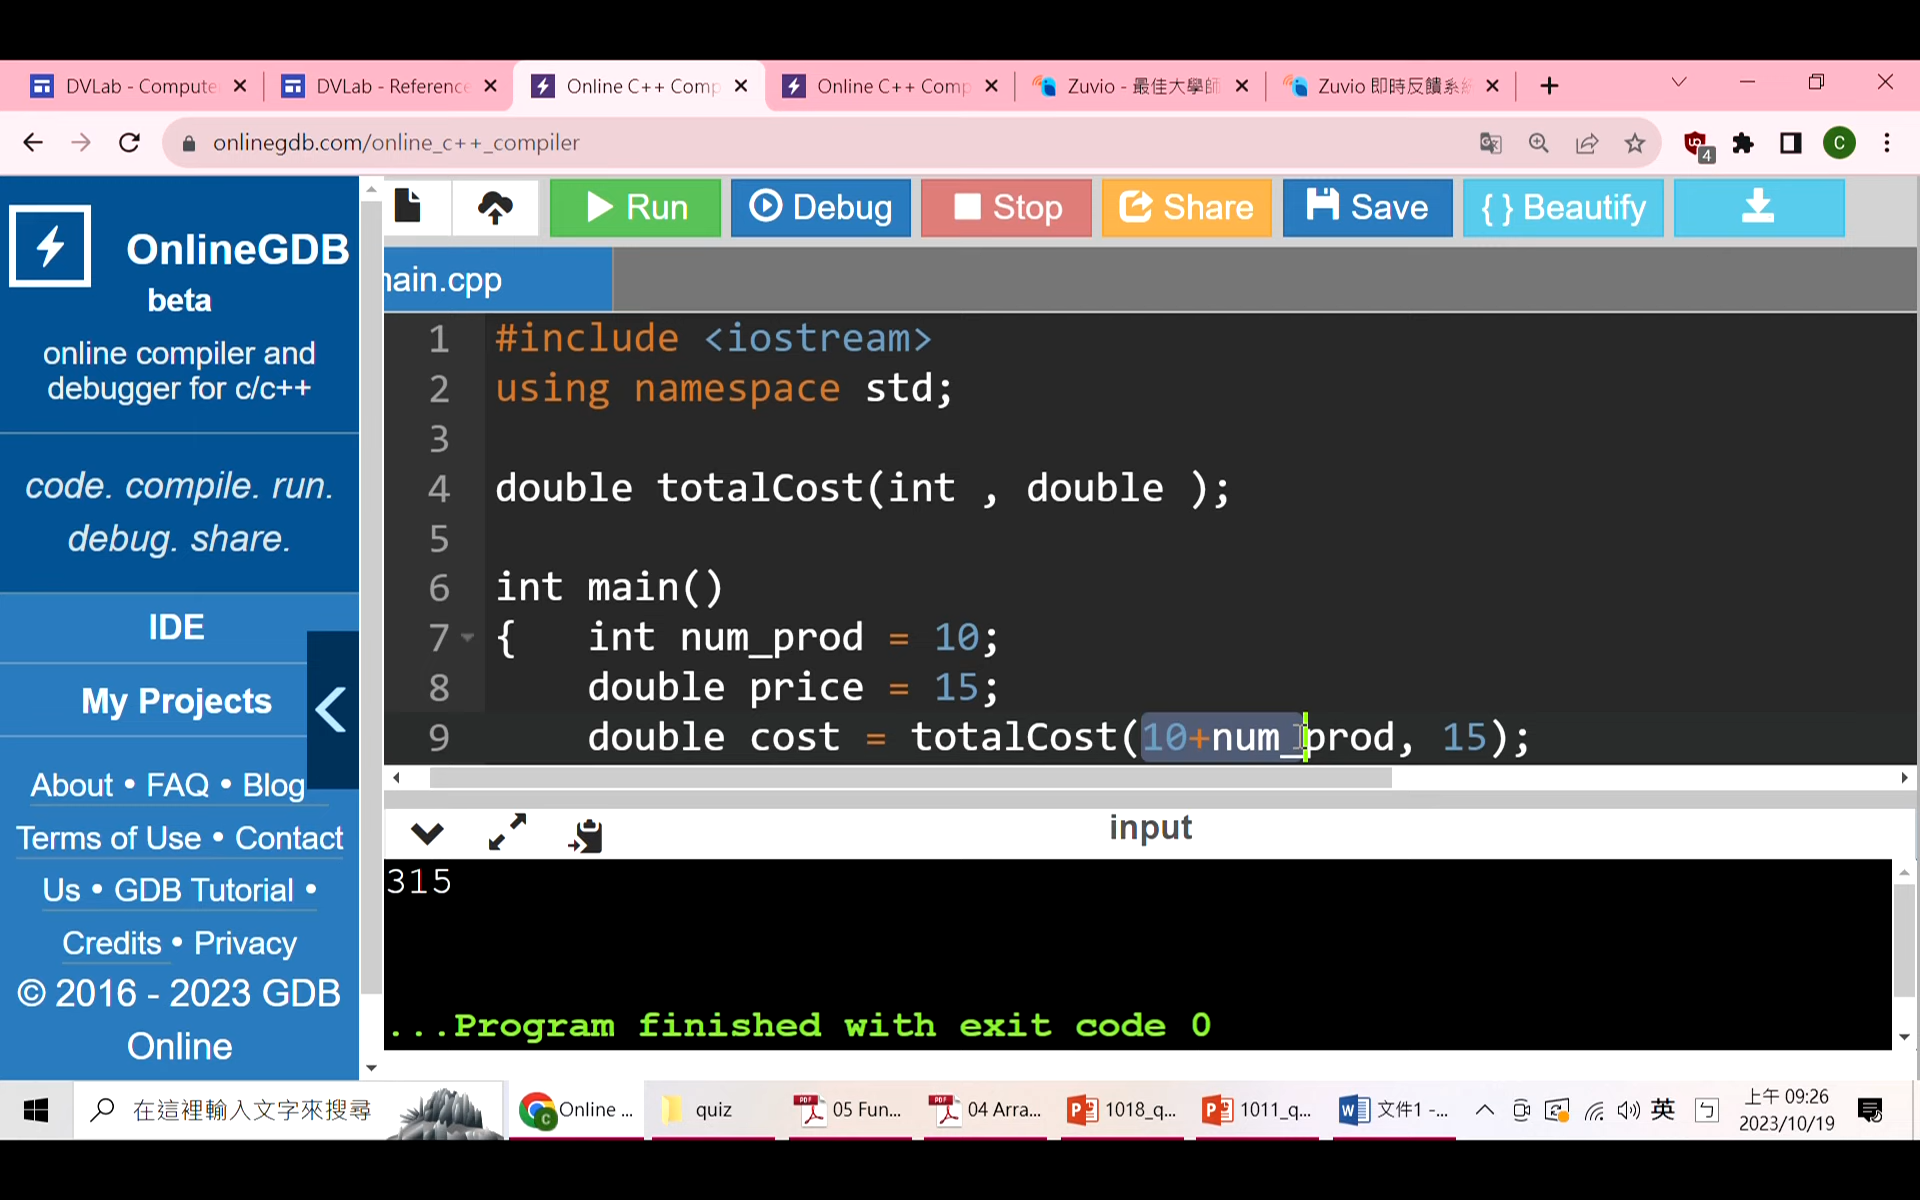 DVLab - Compute
DVLab - Reference
Online C++ Comp
Online C++ Comp
Zuvio - 最佳大學師
Zuvio 即時反饋系統
onlinegdb.com/online_c++_compiler
4
C
OnlineGDB
beta
online compiler and
debugger for c/c++
code. compile. run.
debug. share.
IDE
My Projects
About • FAQ • Blog
Terms of Use • Contact
Us • GDB Tutorial •
Credits • Privacy
© 2016 - 2023 GDB
Online
Run
Debug
Stop
Share
Save
{ } Beautify
main.cpp
1 #include <iostream>
2 using namespace std;
3
4 double totalCost(int , double );
5
6 int main()
7 { int num_prod = 10;
8 double price = 15;
9 double cost = totalCost(10+num_prod, 15);
input
315
...Program finished with exit code 0
在這裡輸入文字來搜尋
Online ...
quiz
05 Fun...
04 Arra...
1018_q...
1011_q...
文件1 -...
英
上午 09:26
2023/10/19